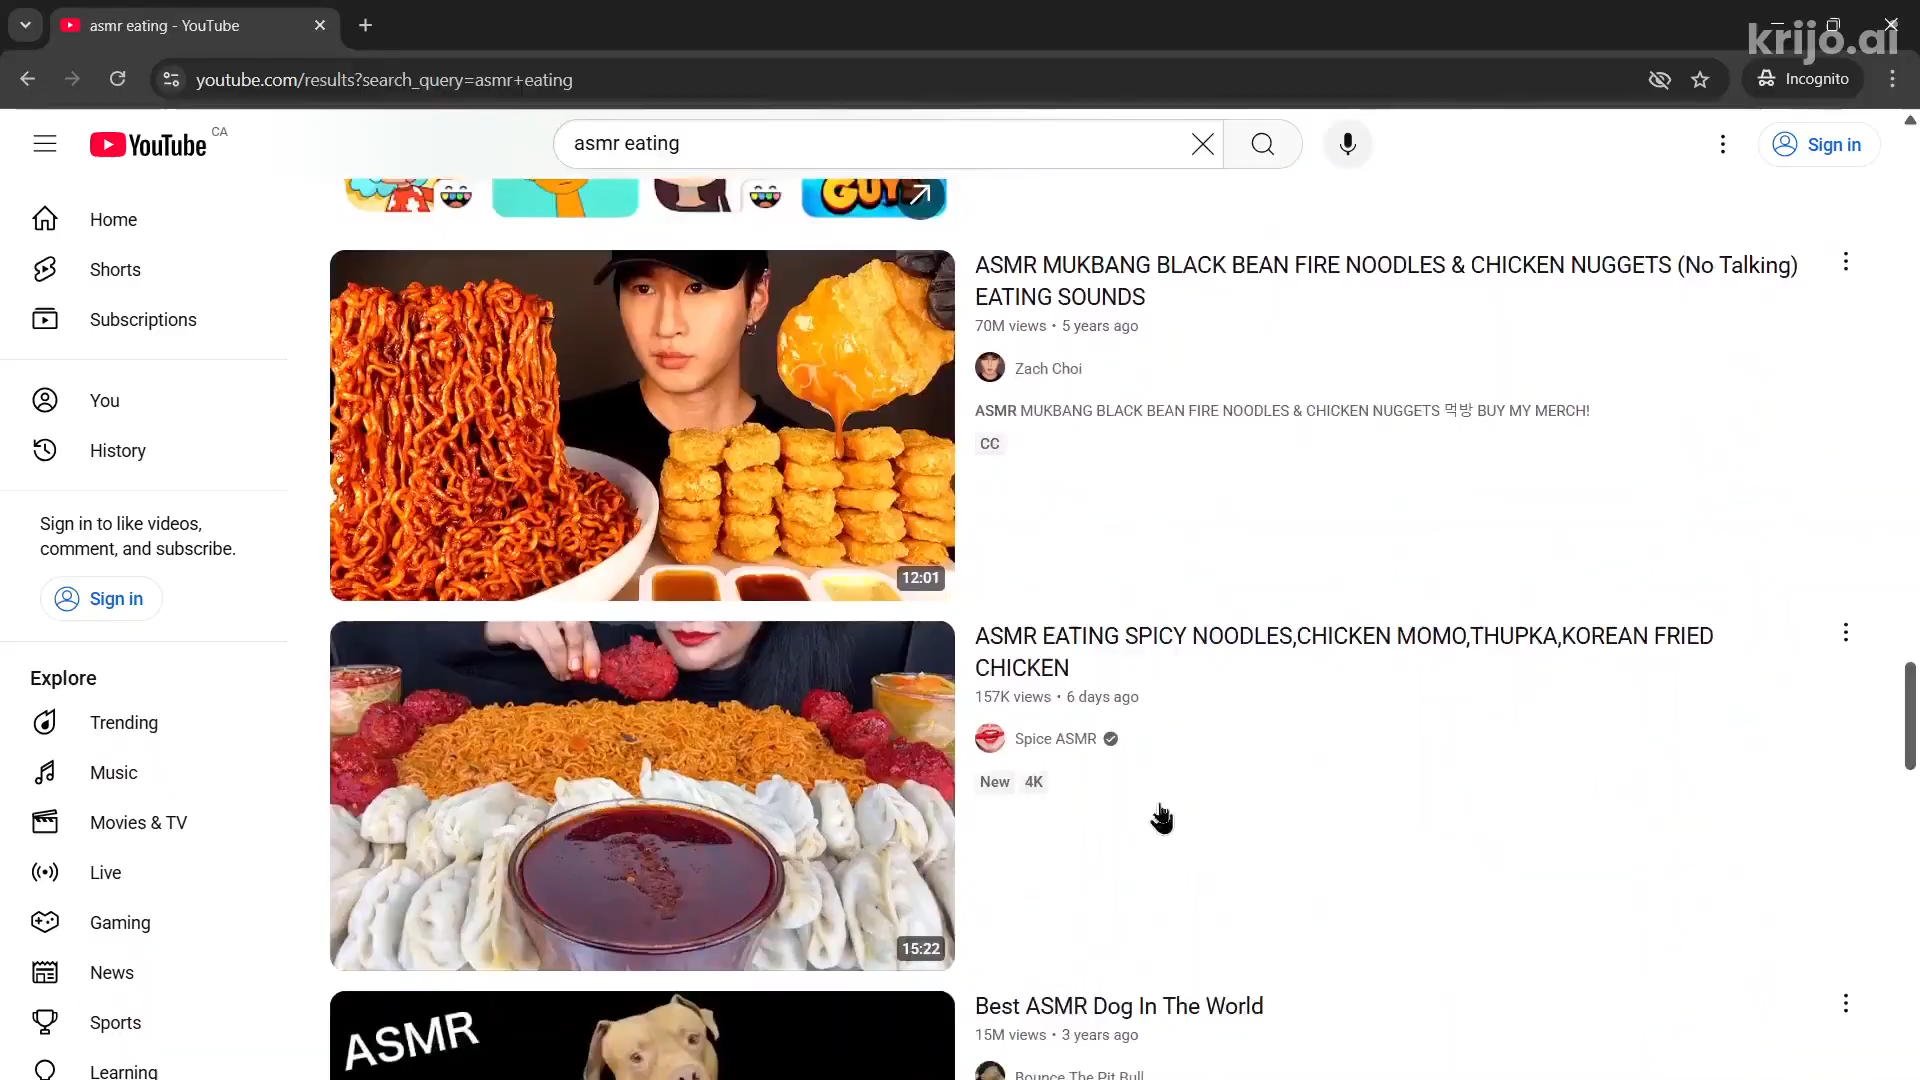 asmr eating - YouTube
krijo.ai
youtube.com/results?search_query=asmr+eating
Incognito
YouTube CA
asmr eating
Sign in
Home
Shorts
Subscriptions
You
History
Sign in to like videos,
comment, and subscribe.
Sign in
Explore
Trending
Music
Movies & TV
Live
Gaming
News
Sports
Learning
GUY
ASMR MUKBANG BLACK BEAN FIRE NOODLES & CHICKEN NUGGETS (No Talking)
EATING SOUNDS
70M views • 5 years ago
Zach Choi
ASMR MUKBANG BLACK BEAN FIRE NOODLES & CHICKEN NUGGETS 먹방 BUY MY MERCH!
CC
12:01
ASMR EATING SPICY NOODLES,CHICKEN MOMO,THUPKA,KOREAN FRIED
CHICKEN
157K views • 6 days ago
Spice ASMR
New 4K
15:22
ASMR
Best ASMR Dog In The World
15M views • 3 years ago
Bounce The Pit Bull